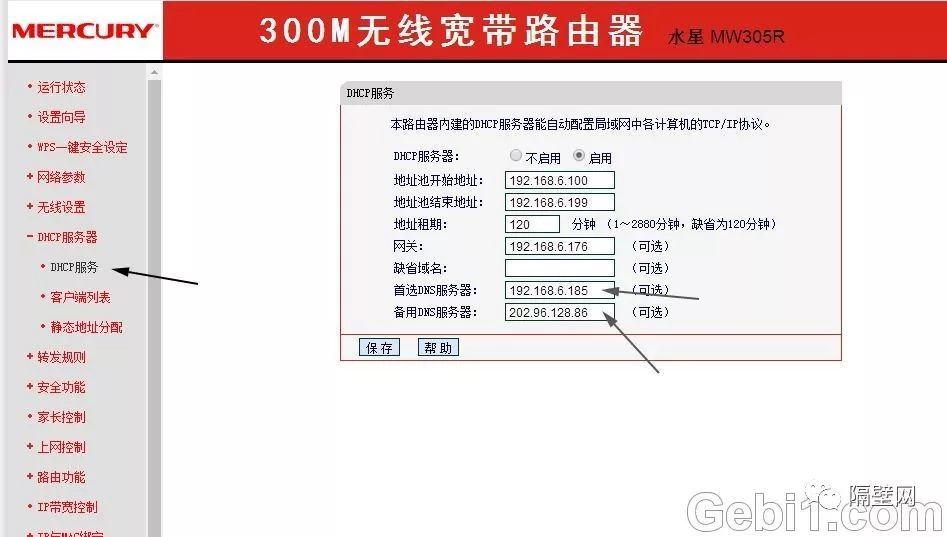 MERCURY
300M无线宽带路由器 水星 MW305R
运行状态
设置向导
WPS一键安全设定
+ 网络参数
+ 无线设置
- DHCP服务器
DHCP服务
客户端列表
静态地址分配
+ 转发规则
+ 安全功能
家长控制
+ 上网控制
+ 路由功能
IP带宽控制
+ IP与MAC绑定
DHCP服务
本路由器内建的DHCP服务器能自动配置局域网中各计算机的TCP/IP协议。
DHCP服务器： 不启用 启用
地址池开始地址： 192.168.6.100
地址池结束地址： 192.168.6.199
地址租期： 120 分钟 （1～2880分钟，缺省为120分钟）
网关： 192.168.6.176 （可选）
缺省域名： （可选）
首选DNS服务器： 192.168.6.185 （可选）
备用DNS服务器： 202.96.128.86 （可选）
保存 帮助
隔壁网
Gebi1.com